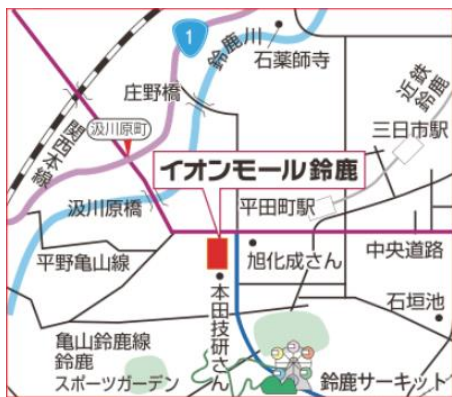 1
鈴鹿川
石薬師寺
近鉄
鈴鹿
庄野橋
汲川原町
三日市駅
関西本線
イオンモール鈴鹿
汲川原橋
平田町駅
平野亀山線
旭化成さん
中央道路
本田技研さん
石垣池
亀山鈴鹿線
鈴鹿
スポーツガーデン
鈴鹿サーキット